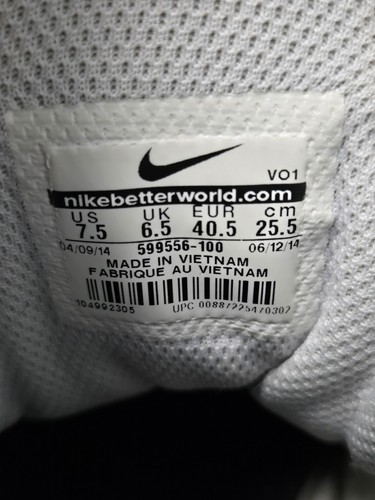 VO1
nikebetterworld.com
US UK EUR cm
7.5 6.5 40.5 25.5
04/09/14 599556-100 06/12/14
MADE IN VIETNAM
FABRIQUE AU VIETNAM
104992305 UPC 00887225470302